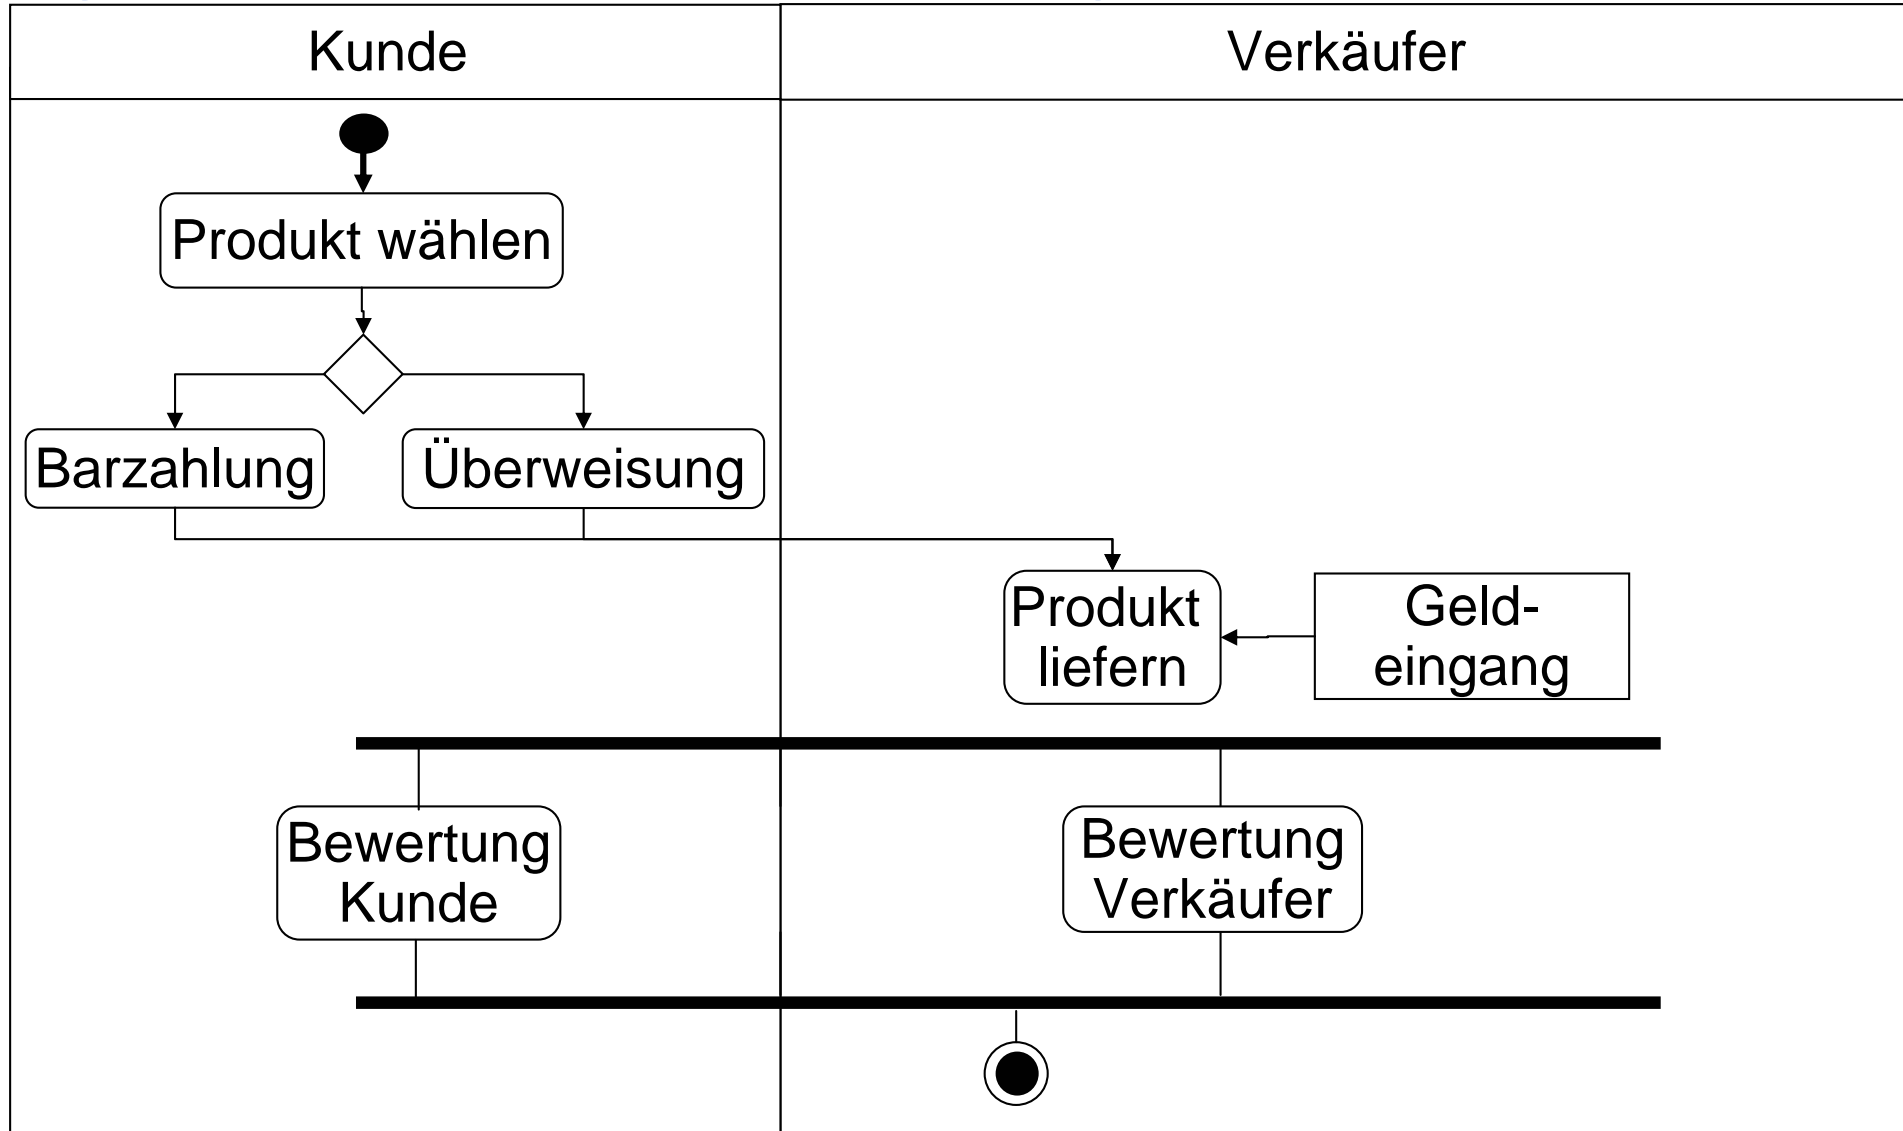 Kunde
Verkäufer
Produkt wählen
Barzahlung
Überweisung
Produkt
liefern
Geld-
eingang
Bewertung
Kunde
Bewertung
Verkäufer